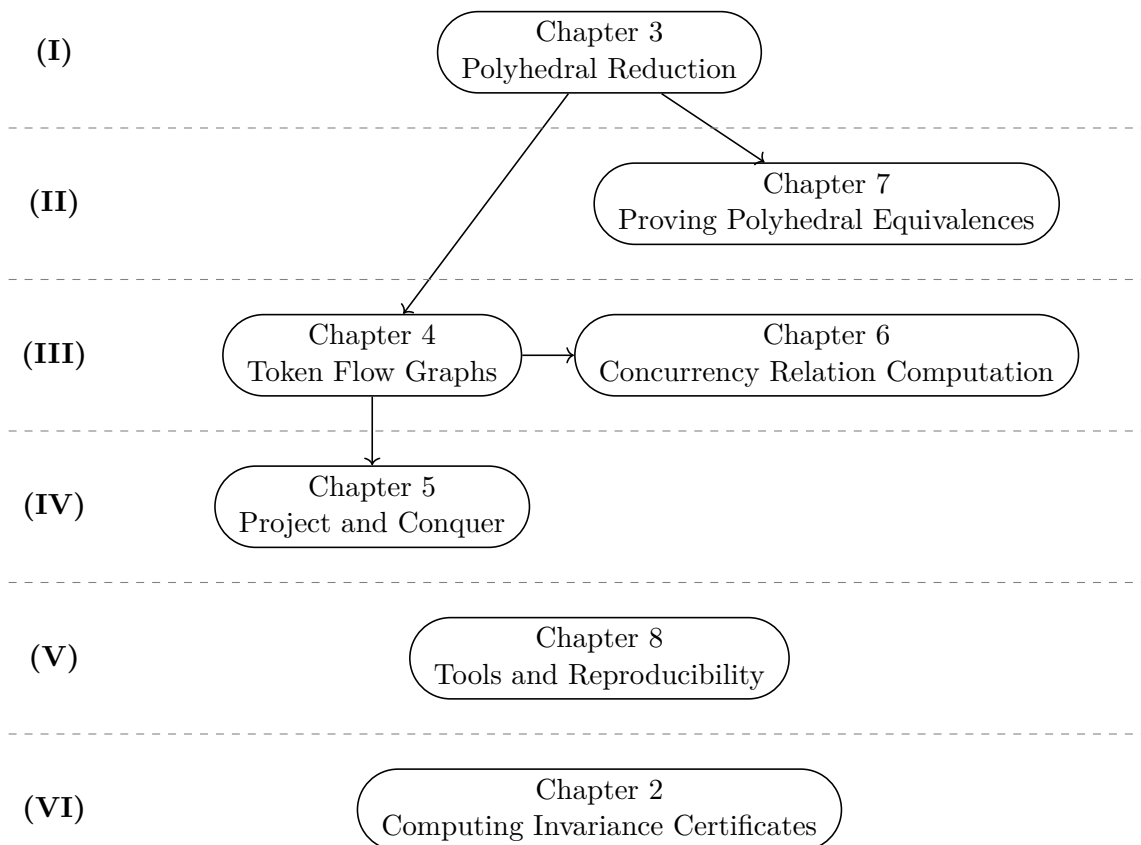 (I)
Chapter 3
Polyhedral Reduction
(II)
Chapter 7
Proving Polyhedral Equivalences
(III)
Chapter 4
Token Flow Graphs
Chapter 6
Concurrency Relation Computation
(IV)
Chapter 5
Project and Conquer
(V)
Chapter 8
Tools and Reproducibility
(VI)
Chapter 2
Computing Invariance Certificates